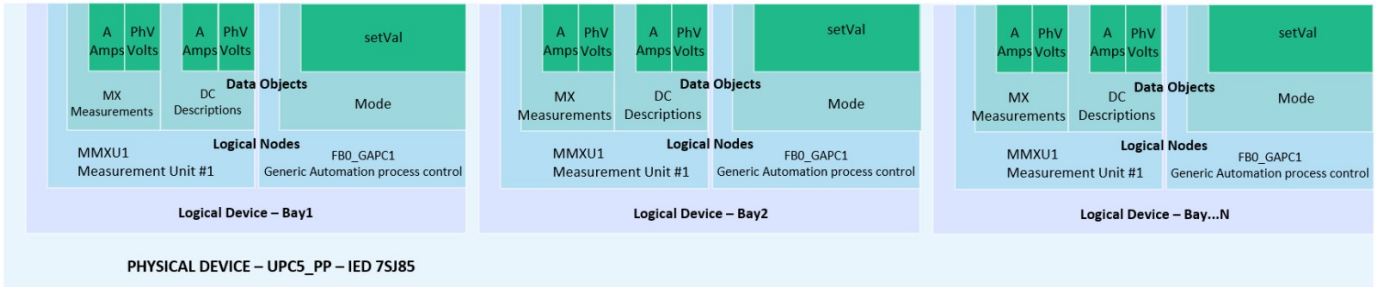 A
Amps
PhV
Volts
A
Amps
PhV
Volts
setVal
Data Objects
MX
Measurements
DC
Descriptions
Mode
Logical Nodes
MMXU1
Measurement Unit #1
FB0_GAPC1
Generic Automation process control
Logical Device – Bay1
A
Amps
PhV
Volts
A
Amps
PhV
Volts
setVal
Data Objects
MX
Measurements
DC
Descriptions
Mode
Logical Nodes
MMXU1
Measurement Unit #1
FB0_GAPC1
Generic Automation process control
Logical Device – Bay2
A
Amps
PhV
Volts
A
Amps
PhV
Volts
setVal
Data Objects
MX
Measurements
DC
Descriptions
Mode
Logical Nodes
MMXU1
Measurement Unit #1
FB0_GAPC1
Generic Automation process control
Logical Device – Bay...N
PHYSICAL DEVICE – UPC5_PP – IED 7SJ85